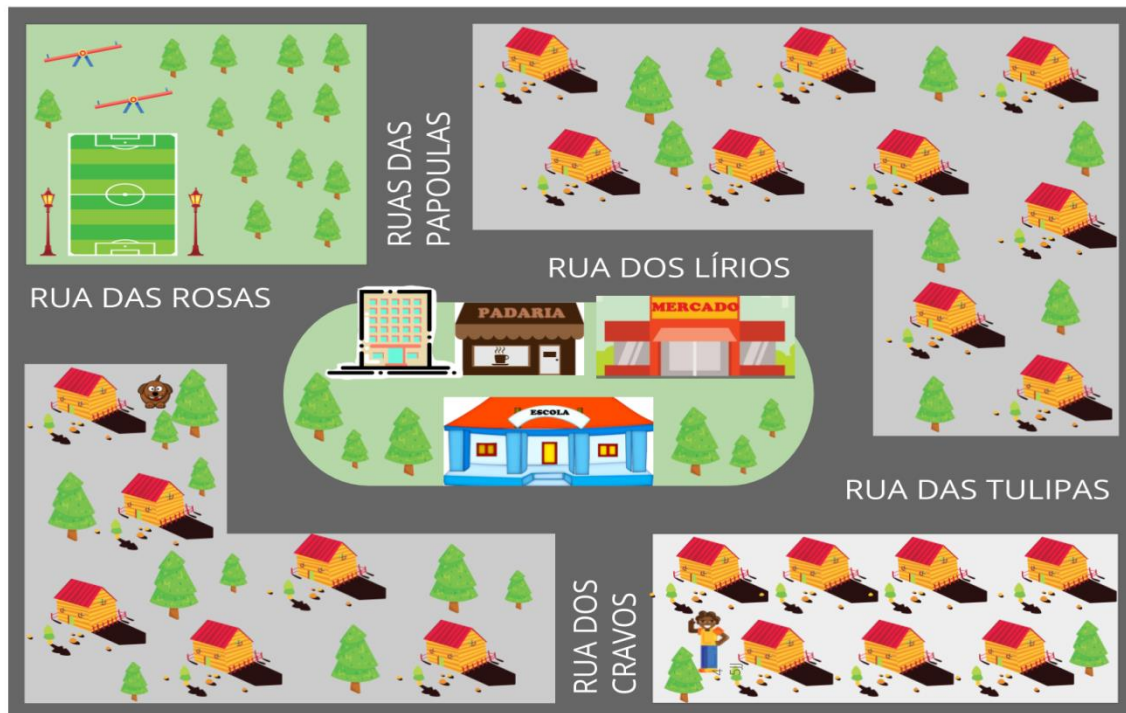 RUAS DAS
PAPOULAS
RUA DOS LÍRIOS
RUA DAS ROSAS
PADARIA
MERCADO
ESCOLA
RUA DAS TULIPAS
RUA DOS
CRAVOS